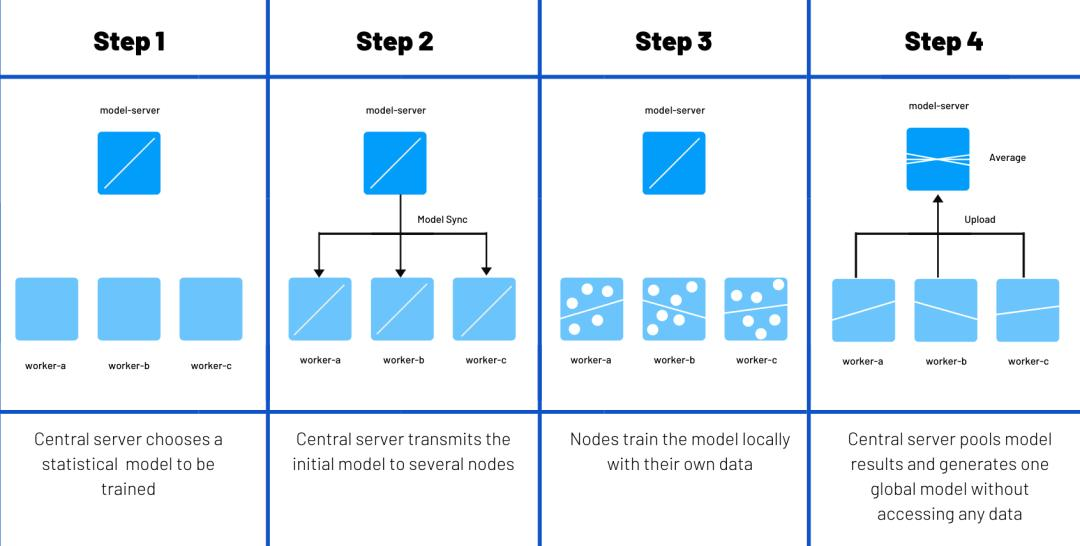 Step 1
Step 2
Step 3
Step 4
model-server
worker-a
worker-b
worker-c
model-server
Model Sync
worker-a
worker-b
worker-c
model-server
worker-a
worker-b
worker-c
model-server
Average
Upload
worker-a
worker-b
worker-c
Central server chooses a
statistical model to be
trained
Central server transmits the
initial model to several nodes
Nodes train the model locally
with their own data
Central server pools model
results and generates one
global model without
accessing any data